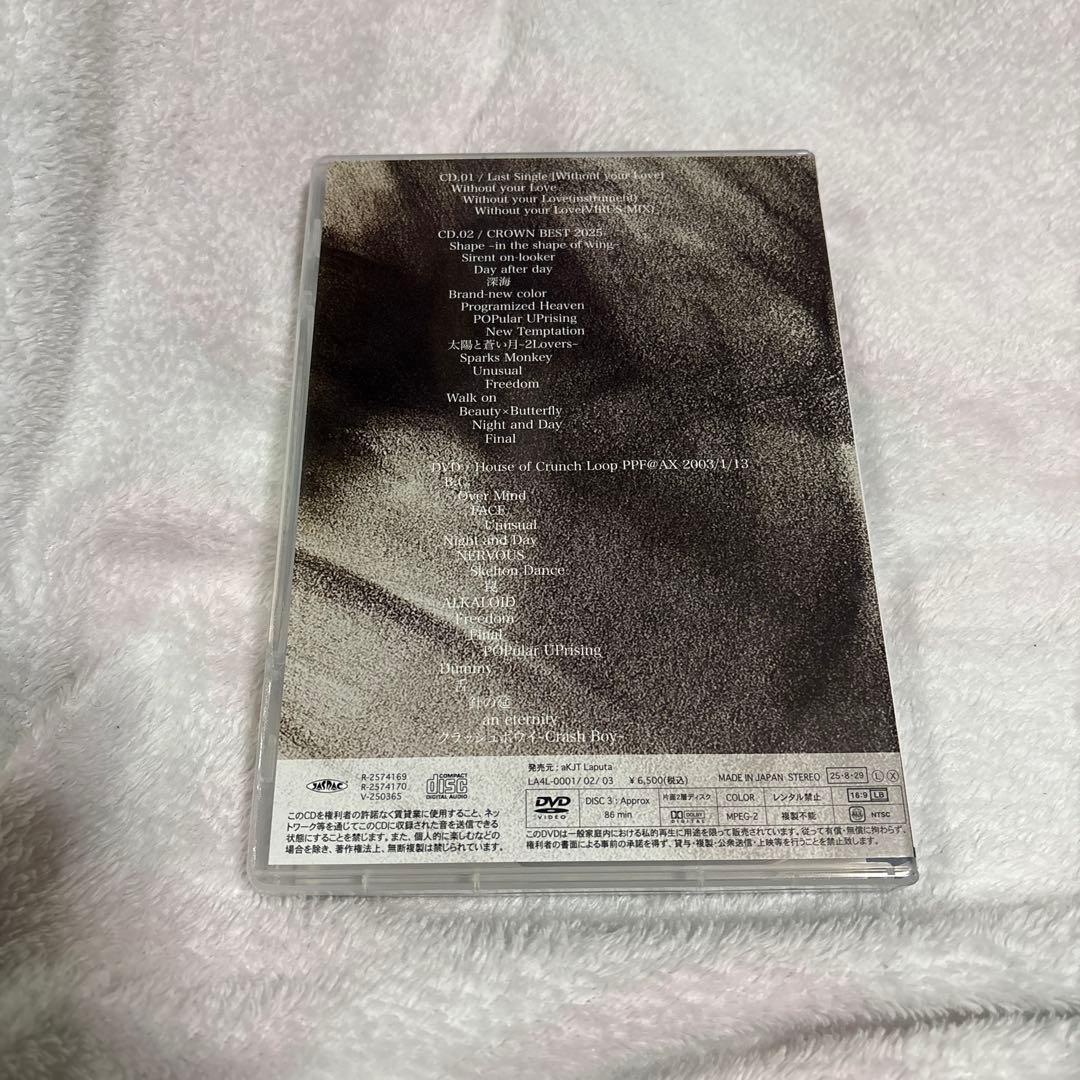 CD.01 / Last Single [Without your Love]
Without your Love
Without your Love(instrument)
Without your Love(VIRUS MIX)
CD.02 / CROWN BEST 2025
Shape -in the shape of wing-
Sirent on-looker
Day after day
深海
Brand-new color
Programized Heaven
POPular UPrising
New Temptation
太陽と蒼い月~2Lovers~
Sparks Monkey
Unusual
Freedom
Walk on
Beauty×Butterfly
Night and Day
Final
DVD / House of Crunch Loop PPF@AX 2003/1/13
B.G.
Over Mind
FACE
Unusual
Night and Day
NERVOUS
Skelton Dance
ALKALOID
Freedom
Final
POPular UPrising
Dummy
針の筵
an eternity
クラッシュボウイ-Crash Boy-
JASRAC
R-2574169
R-2574170
V-250365
COMPACT
disc
DIGITAL AUDIO
このCDを権利者の許諾なく賃貸業に使用すること、ネッ
トワーク等を通じてこのCDに収録された音を送信できる
状態にすることを禁じます。また、個人的に楽しむなどの
場合を除き、著作権法上、無断複製は禁じられています。
発売元 : aKJT Laputa
LA4L-0001/ 02/ 03 ¥ 6,500(税込) MADE IN JAPAN STEREO 25・8・29 L X
DVD VIDEO
DISC 3 : Approx 86 min
片面2層ディスク COLOR レンタル禁止 16:9 LB
DOLBY DIGITAL MPEG-2 複製不能 ALL NTSC
このDVDは一般家庭内における私的再生に用途を限って販売されています。従って有償・無償に拘わらず、
権利者の書面による事前の承諾を得ず、貸与・複製・公衆送信・上映等を行うことを禁止致します。